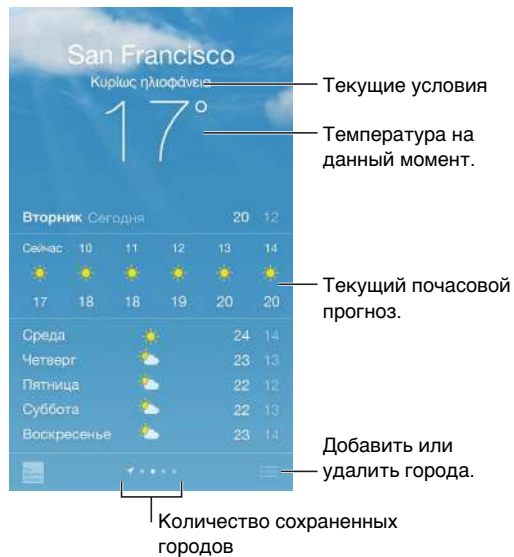 San Francisco
Κυρίως ηλιοφάνεια
17°
Вторник Сегодня 20 12
Сейчас 10 11 12 13 14
17 18 18 19 20 20
Среда 24 14
Четверг 23 13
Пятница 22 12
Суббота 22 13
Воскресенье 23 14
Текущие условия
Температура на
данный момент.
Текущий почасовой
прогноз.
Добавить или
удалить города.
Количество сохраненных
городов